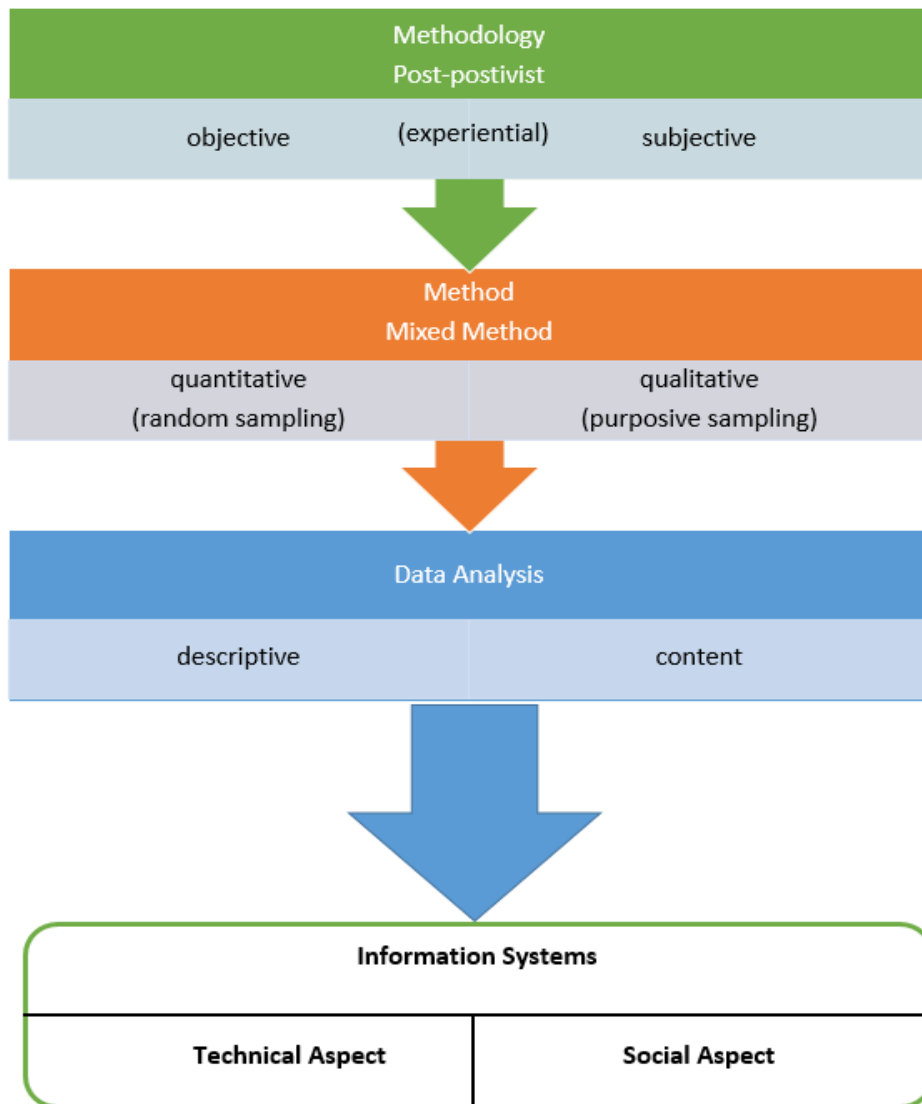 Methodology
Post-postivist
objective (experiential) subjective
Method
Mixed Method
quantitative qualitative
(random sampling) (purposive sampling)
Data Analysis
descriptive content
Information Systems
Technical Aspect Social Aspect